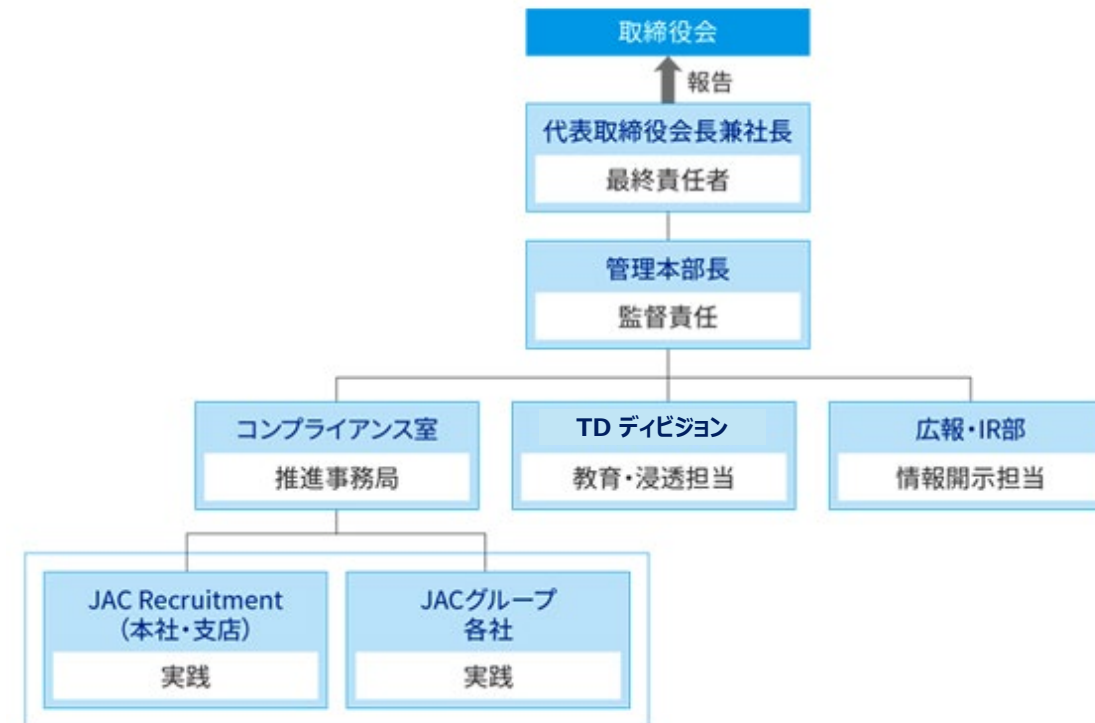 取締役会
報告
代表取締役会長兼社長
最終責任者
管理本部長
監督責任
コンプライアンス室
推進事務局
TD ディビジョン
教育・浸透担当
広報・IR部
情報開示担当
JAC Recruitment
（本社・支店）
実践
JACグループ
各社
実践